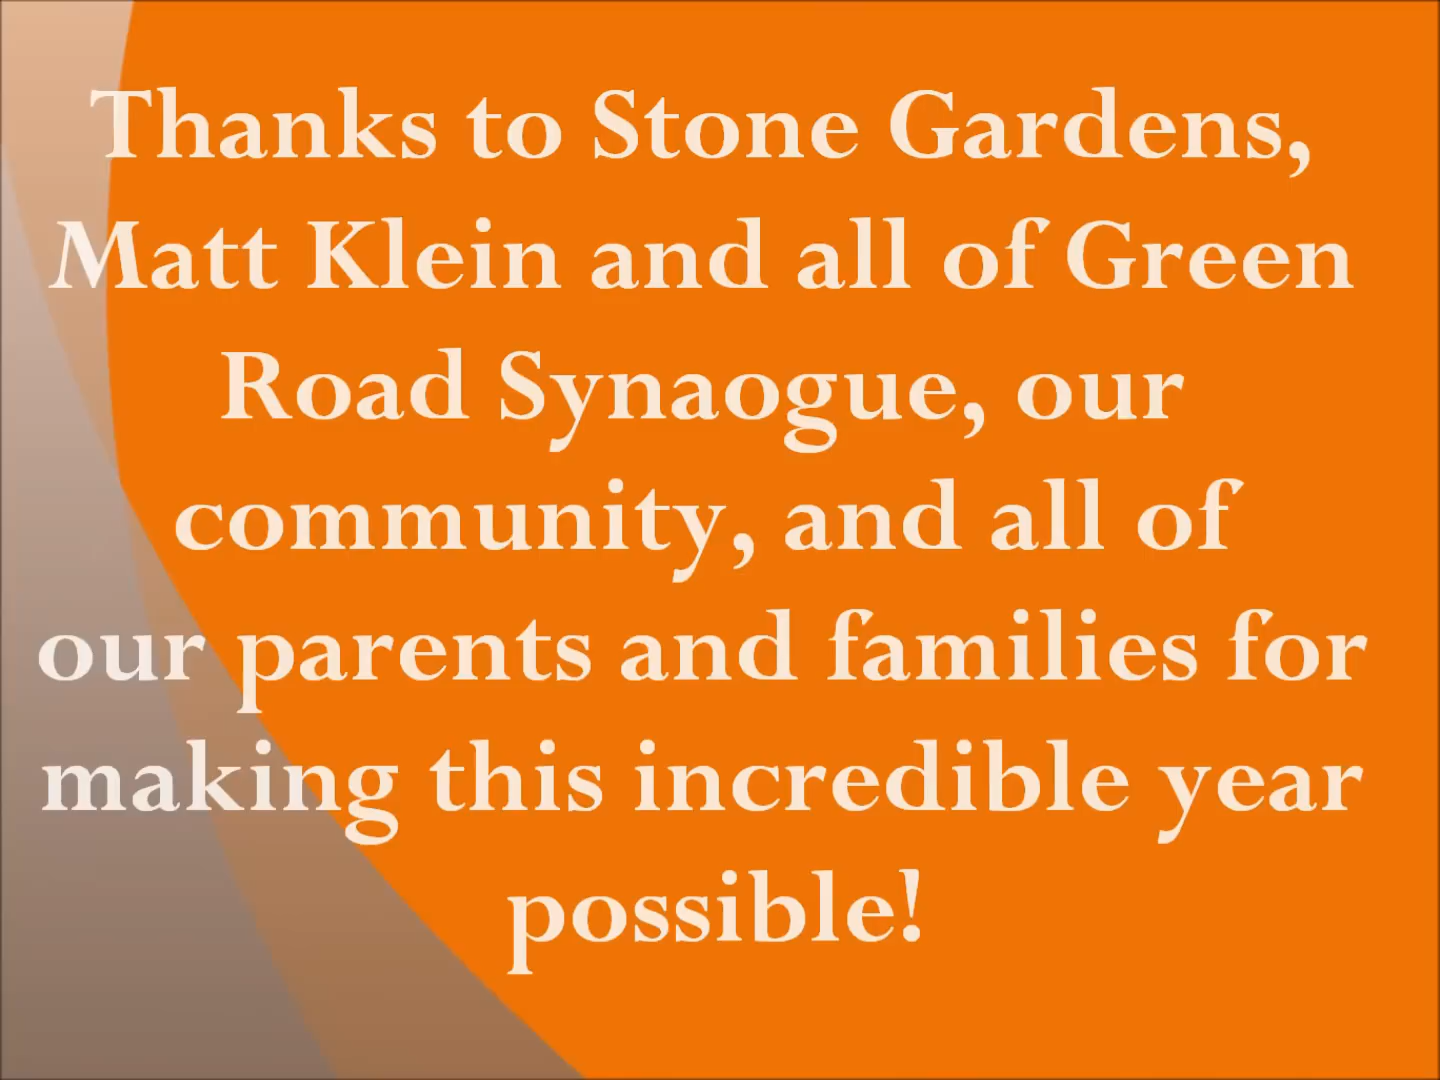 Thanks to Stone Gardens,
Matt Klein and all of Green
Road Synaogue, our
community, and all of
our parents and families for
making this incredible year
possible!